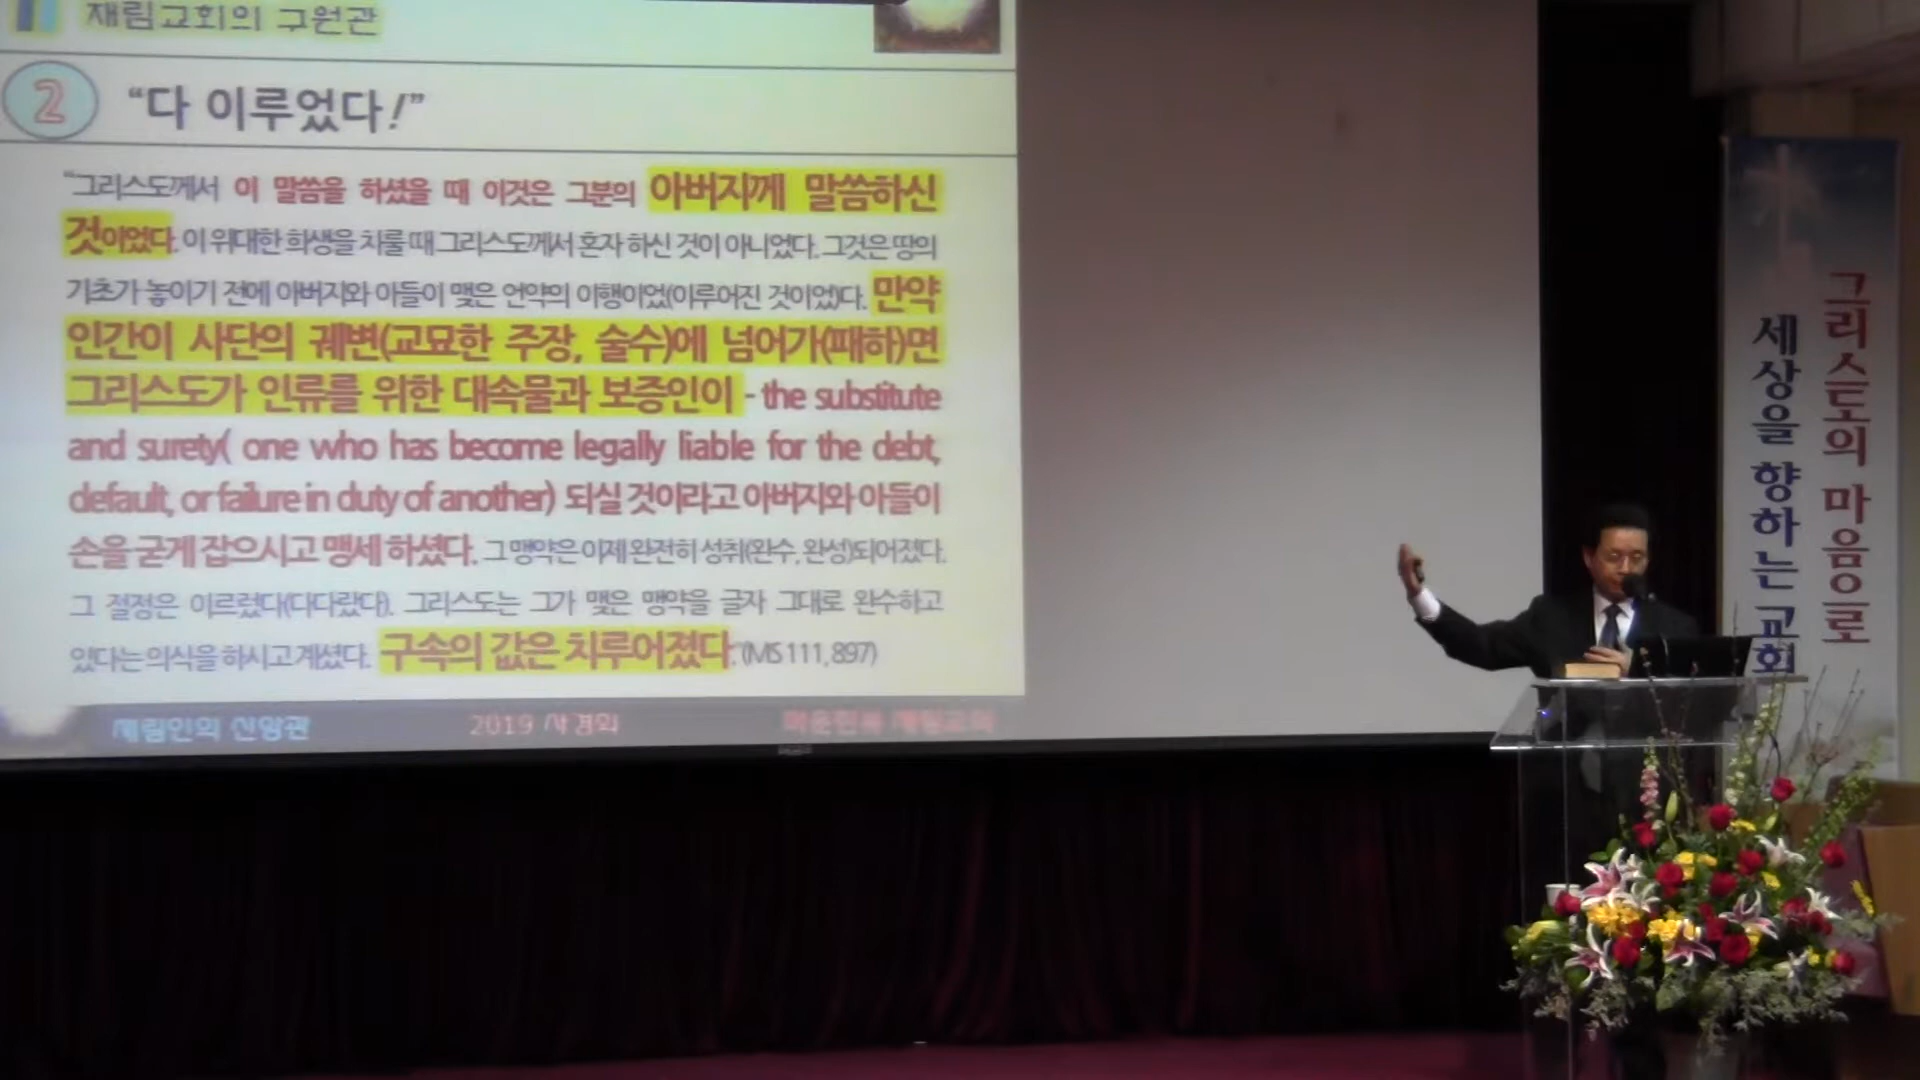 재림교회의 구원관
2 “다 이루었다!”
“그리스도께서 이 말씀을 하셨을 때 이것은 그분의 아버지께 말씀하신
것이었다. 이 위대한 희생을 치룰 때 그리스도께서 혼자 하신 것이 아니었다. 그것은 땅의
기초가 놓이기 전에 아버지와 아들이 맺은 언약의 이행이었(이루어진 것이었)다. 만약
인간이 사단의 궤변(교묘한 주장, 술수)에 넘어가(패하)면
그리스도가 인류를 위한 대속물과 보증인이 - the substitute
and surety( one who has become legally liable for the debt,
default, or failure in duty of another) 되실 것이라고 아버지와 아들이
손을 굳게 잡으시고 맹세 하셨다. 그 맹약은 이제 완전히 성취(완수, 완성)되어졌다.
그 절정은 이르렀다(다다랐다). 그리스도는 그가 맺은 맹약을 글자 그대로 완수하고
있다는 의식을 하시고 계셨다. 구속의 값은 치루어졌다.”(MS 111, 897)
재림인의 신앙관
2019 사경회
재림교회
그리스도의 마음으로
세상을 향하는 교회